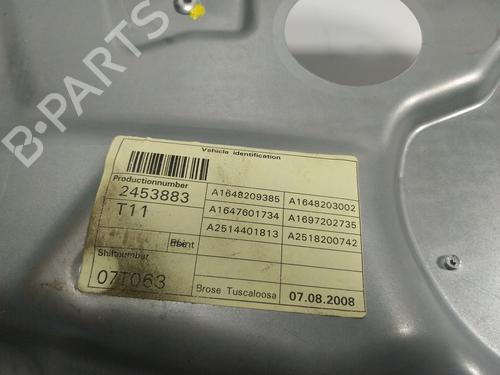 B-PARTS
Vehicle identification
Productionnumber
2453883
T11
A1648209385 A1648203002
A1647601734 A1697202735
A2514401813 A2518200742
Shiftnumber
07T063
Brose Tuscaloosa 07.08.2008